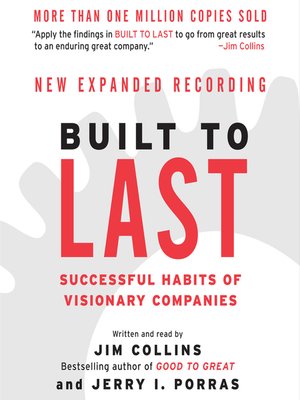 MORE THAN ONE MILLION COPIES SOLD
"Apply the findings in BUILT TO LAST to go from great results
to an enduring great company." –Jim Collins
NEW EXPANDED RECORDING
BUILT TO
LAST
SUCCESSFUL HABITS OF
VISIONARY COMPANIES
Written and read by
JIM COLLINS
Bestselling author of GOOD TO GREAT
and JERRY I. PORRAS